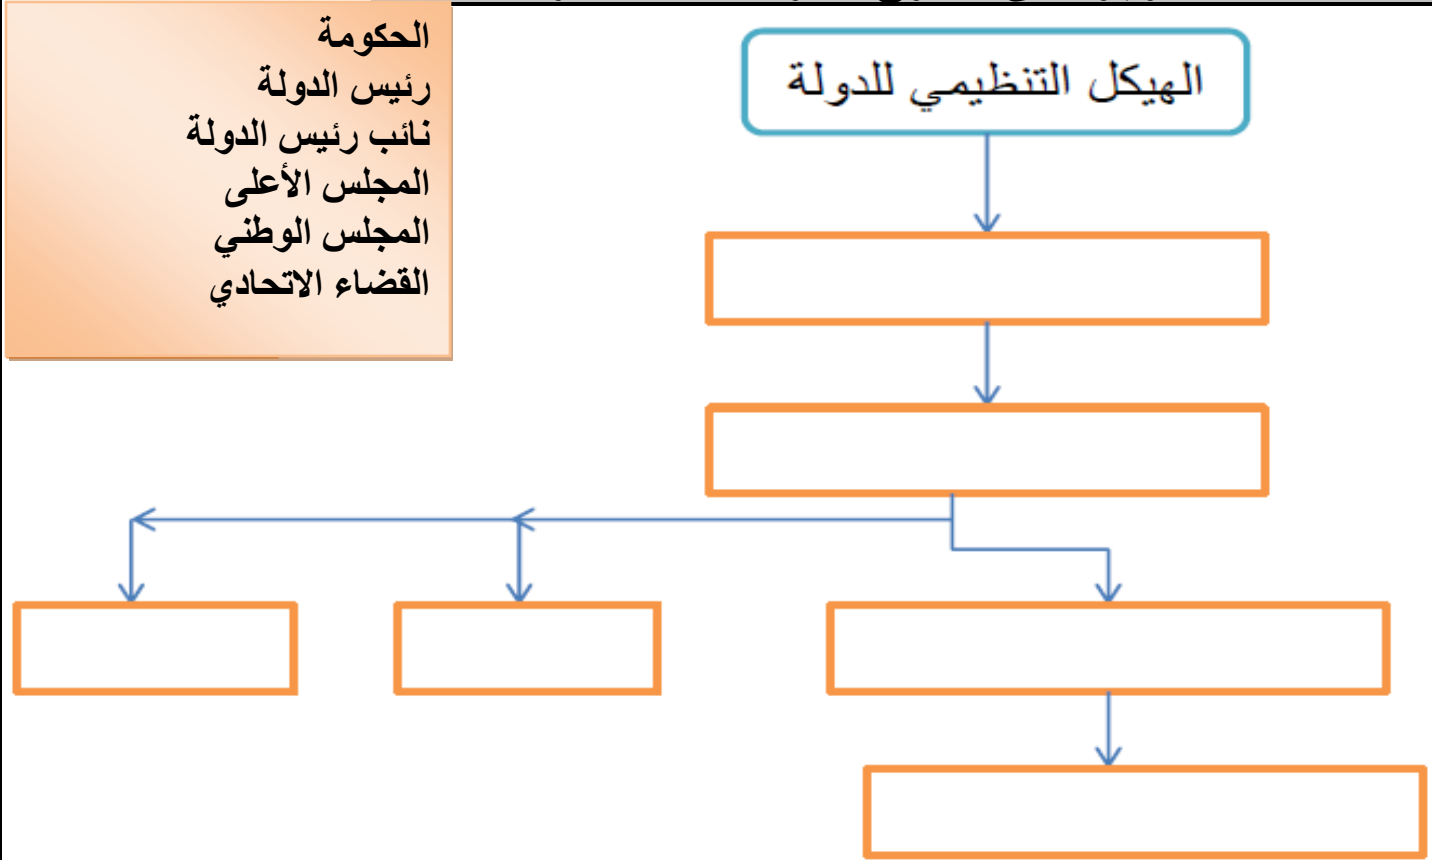 الحكومة
رئيس الدولة
نائب رئيس الدولة
المجلس الأعلى
المجلس الوطني
القضاء الاتحادي
الهيكل التنظيمي للدولة